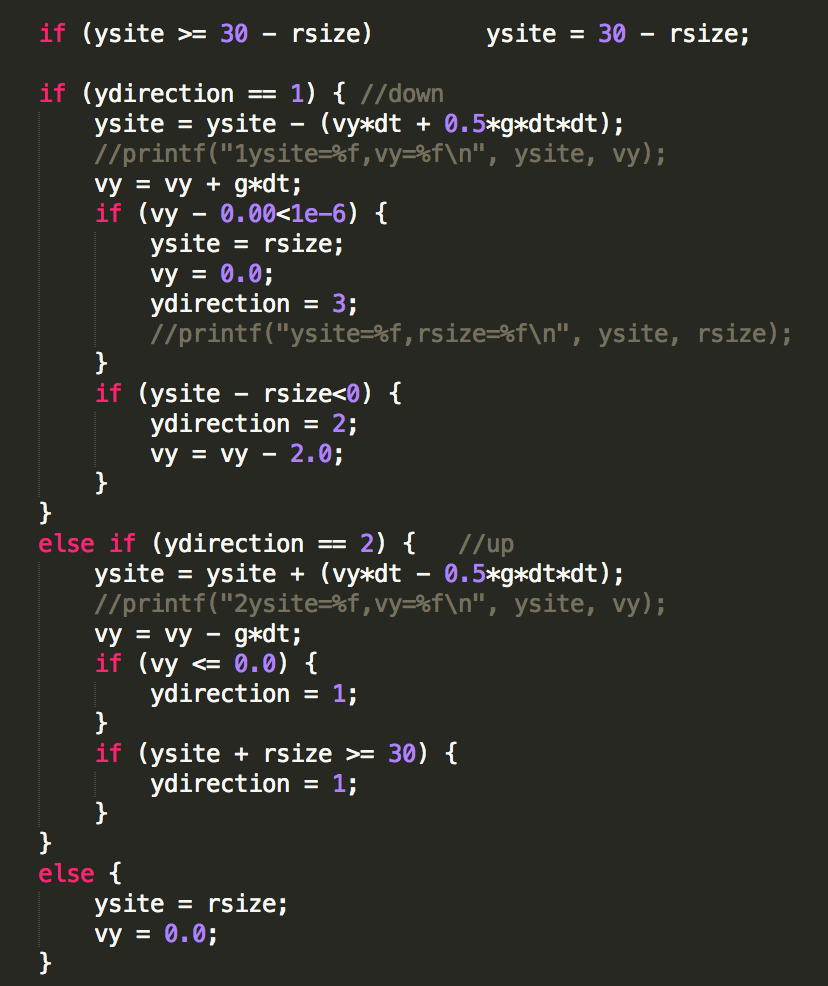 if (ysite >= 30 - rsize)        ysite = 30 - rsize;

if (ydirection == 1) { //down
    ysite = ysite - (vy*dt + 0.5*g*dt*dt);
    //printf("1ysite=%f,vy=%f\n", ysite, vy);
    vy = vy + g*dt;
    if (vy - 0.00<1e-6) {
        ysite = rsize;
        vy = 0.0;
        ydirection = 3;
        //printf("ysite=%f,rsize=%f\n", ysite, rsize);
    }
    if (ysite - rsize<0) {
        ydirection = 2;
        vy = vy - 2.0;
    }
}
else if (ydirection == 2) {   //up
    ysite = ysite + (vy*dt - 0.5*g*dt*dt);
    //printf("2ysite=%f,vy=%f\n", ysite, vy);
    vy = vy - g*dt;
    if (vy <= 0.0) {
        ydirection = 1;
    }
    if (ysite + rsize >= 30) {
        ydirection = 1;
    }
}
else {
    ysite = rsize;
    vy = 0.0;
}